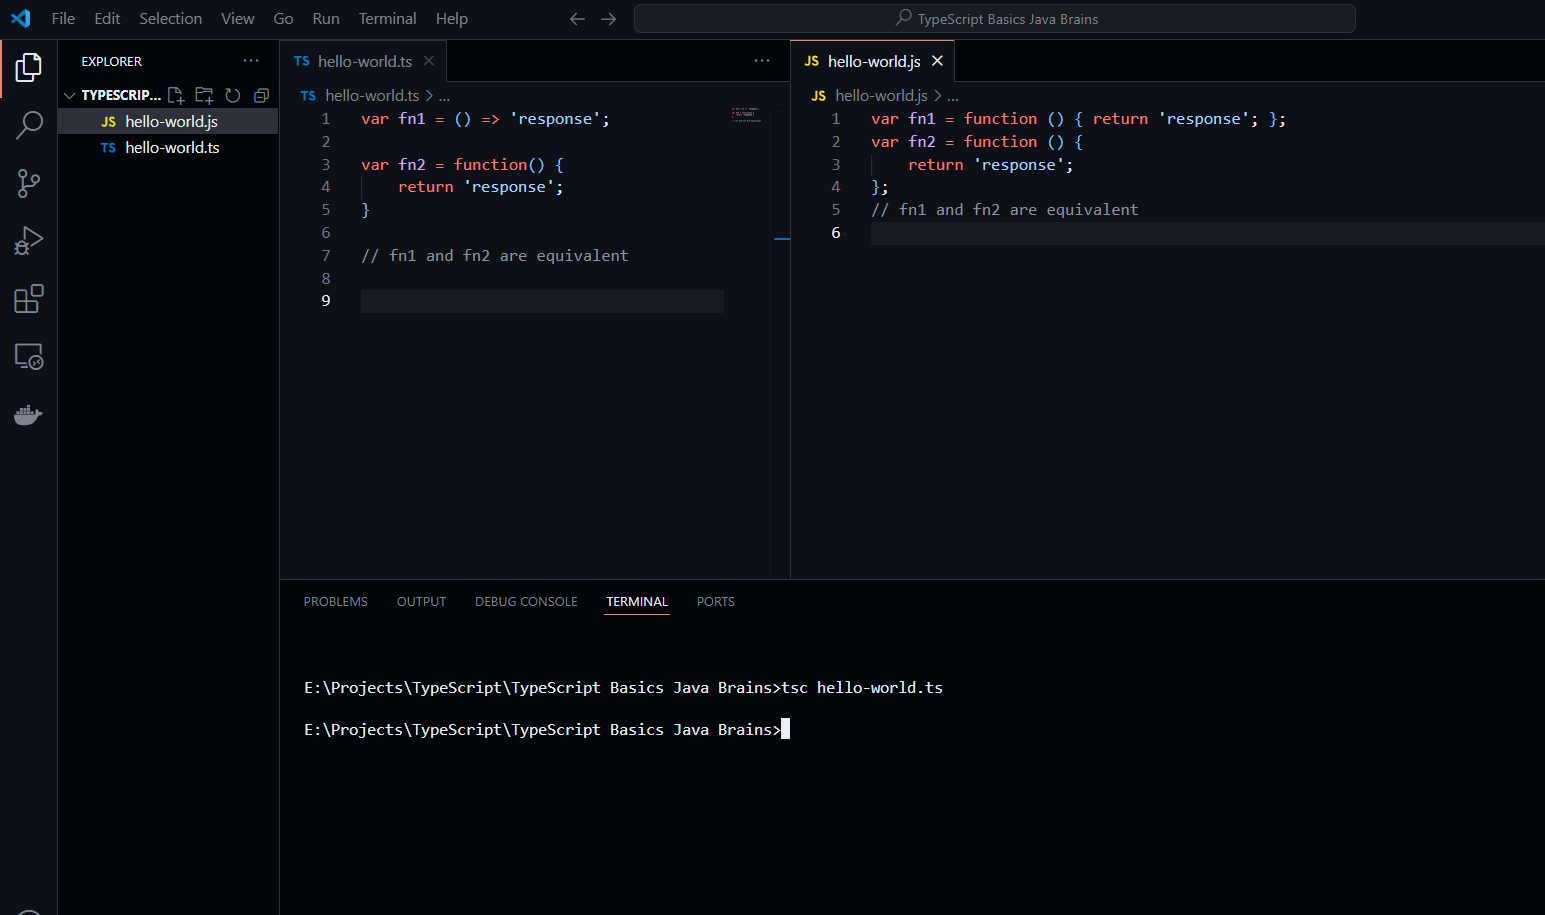 File Edit Selection View Go Run Terminal Help
TypeScript Basics Java Brains
EXPLORER
TYPESCRIP...
JS hello-world.js
TS hello-world.ts
TS hello-world.ts
TS hello-world.ts > ...
1 var fn1 = () => 'response';
2
3 var fn2 = function() {
4 return 'response';
5 }
6
7 // fn1 and fn2 are equivalent
8
9
JS hello-world.js
JS hello-world.js > ...
1 var fn1 = function () { return 'response'; };
2 var fn2 = function () {
3 return 'response';
4 };
5 // fn1 and fn2 are equivalent
6
PROBLEMS OUTPUT DEBUG CONSOLE TERMINAL PORTS
E:\Projects\TypeScript\TypeScript Basics Java Brains>tsc hello-world.ts
E:\Projects\TypeScript\TypeScript Basics Java Brains>